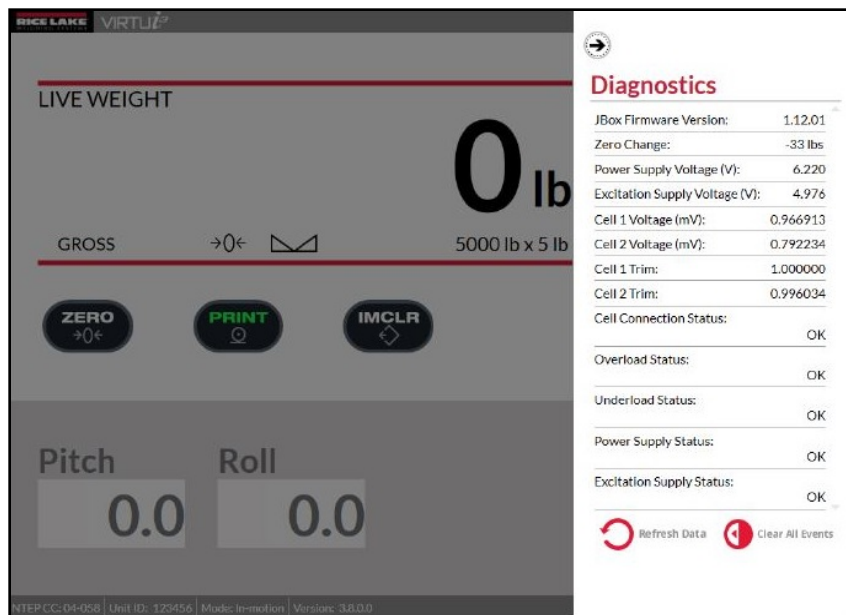 RICE LAKE VIRTUi²
WEIGHING SYSTEMS
LIVE WEIGHT
0 lb
GROSS →0← 5000 lb x 5 lb
ZERO
→0←
PRINT
IMCLR
Pitch
0.0
Roll
0.0
NTEP CC: 04-058 | Unit ID: 123456 | Mode: In-motion | Version: 3.8.0.0
Diagnostics
JBox Firmware Version: 1.12.01
Zero Change: -33 lbs
Power Supply Voltage (V): 6.220
Excitation Supply Voltage (V): 4.976
Cell 1 Voltage (mV): 0.966913
Cell 2 Voltage (mV): 0.792234
Cell 1 Trim: 1.000000
Cell 2 Trim: 0.996034
Cell Connection Status:
OK
Overload Status:
OK
Underload Status:
OK
Power Supply Status:
OK
Excitation Supply Status:
OK
Refresh Data Clear All Events